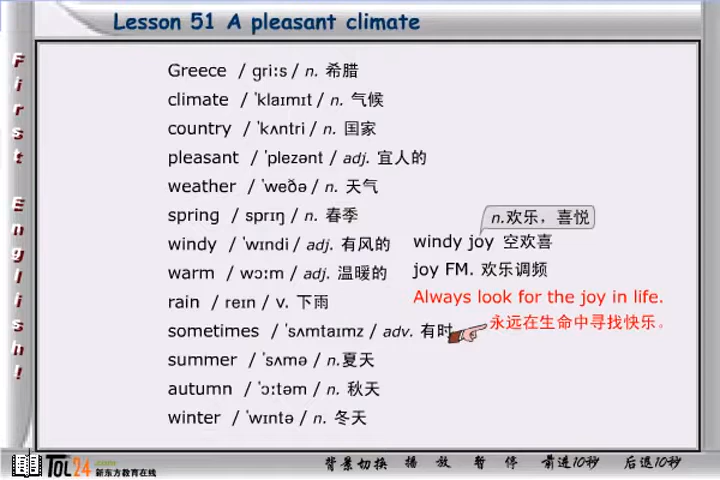 Lesson 51 A pleasant climate
First English!
Greece / ɡriːs / n. 希腊
climate / ˈklaɪmɪt / n. 气候
country / ˈkʌntri / n. 国家
pleasant / ˈplezənt / adj. 宜人的
weather / ˈweðə / n. 天气
spring / sprɪŋ / n. 春季
n.欢乐，喜悦
windy / ˈwɪndi / adj. 有风的
windy joy 空欢喜
warm / wɔːm / adj. 温暖的
joy FM. 欢乐调频
rain / reɪn / v. 下雨
Always look for the joy in life.
sometimes / ˈsʌmtaɪmz / adv. 有时
永远在生命中寻找快乐。
summer / ˈsʌmə / n.夏天
autumn / ˈɔːtəm / n. 秋天
winter / ˈwɪntə / n. 冬天
TOL24.com 新东方教育在线
背景切换 播放 暂停 前进10秒 后退10秒